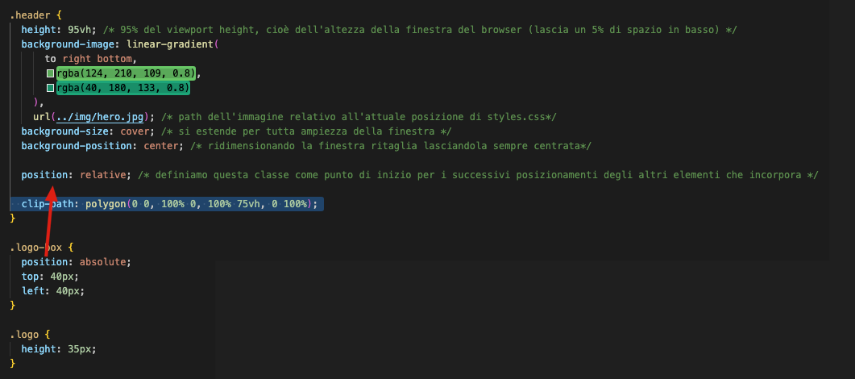 .header {
height: 95vh; /* 95% del viewport height, cioè dell'altezza della finestra del browser (lascia un 5% di spazio in basso) */
background-image: linear-gradient(
to right bottom,
rgba(124, 210, 109, 0.8),
rgba(40, 180, 133, 0.8)
),
url(../img/hero.jpg); /* path dell'immagine relativo all'attuale posizione di styles.css*/
background-size: cover; /* si estende per tutta ampiezza della finestra */
background-position: center; /* ridimensionando la finestra ritaglia lasciandola sempre centrata*/
position: relative; /* definiamo questa classe come punto di inizio per i successivi posizionamenti degli altri elementi che incorpora */
clip-path: polygon(0 0, 100% 0, 100% 75vh, 0 100%);
}
.logo-box {
position: absolute;
top: 40px;
left: 40px;
}
.logo {
height: 35px;
}